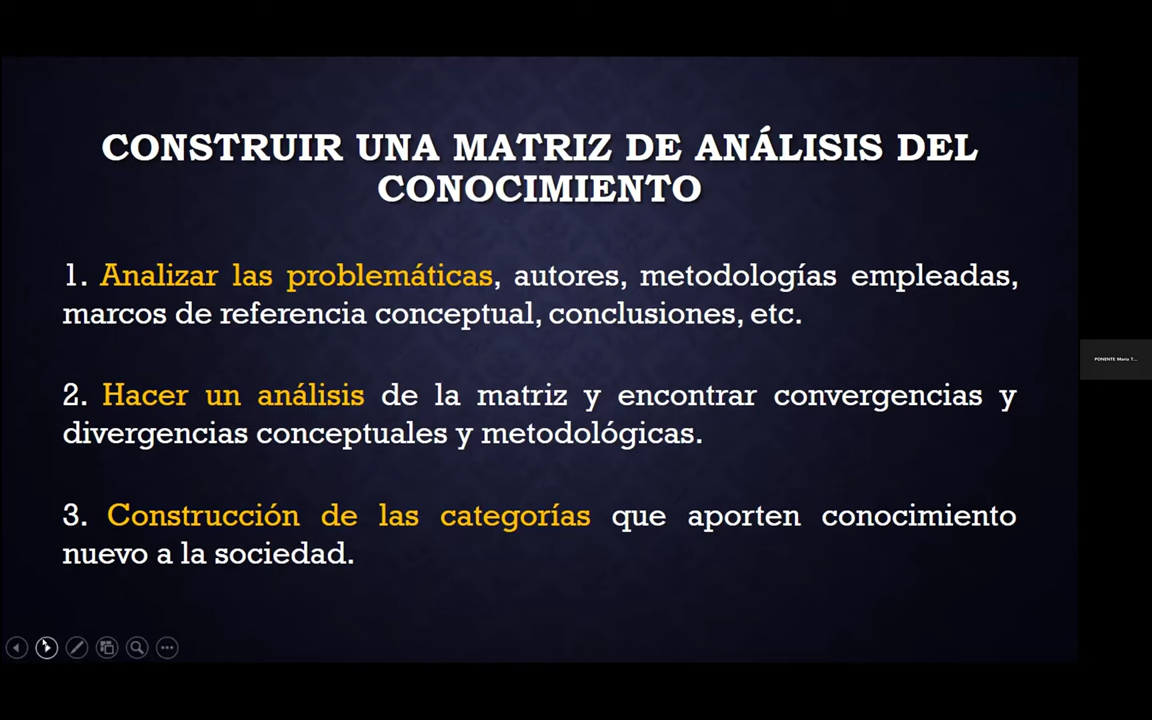 CONSTRUIR UNA MATRIZ DE ANÁLISIS DEL
CONOCIMIENTO
1. Analizar las problemáticas, autores, metodologías empleadas,
marcos de referencia conceptual, conclusiones, etc.
2. Hacer un análisis de la matriz y encontrar convergencias y
divergencias conceptuales y metodológicas.
3. Construcción de las categorías que aporten conocimiento
nuevo a la sociedad.
PONENTE Maria T...